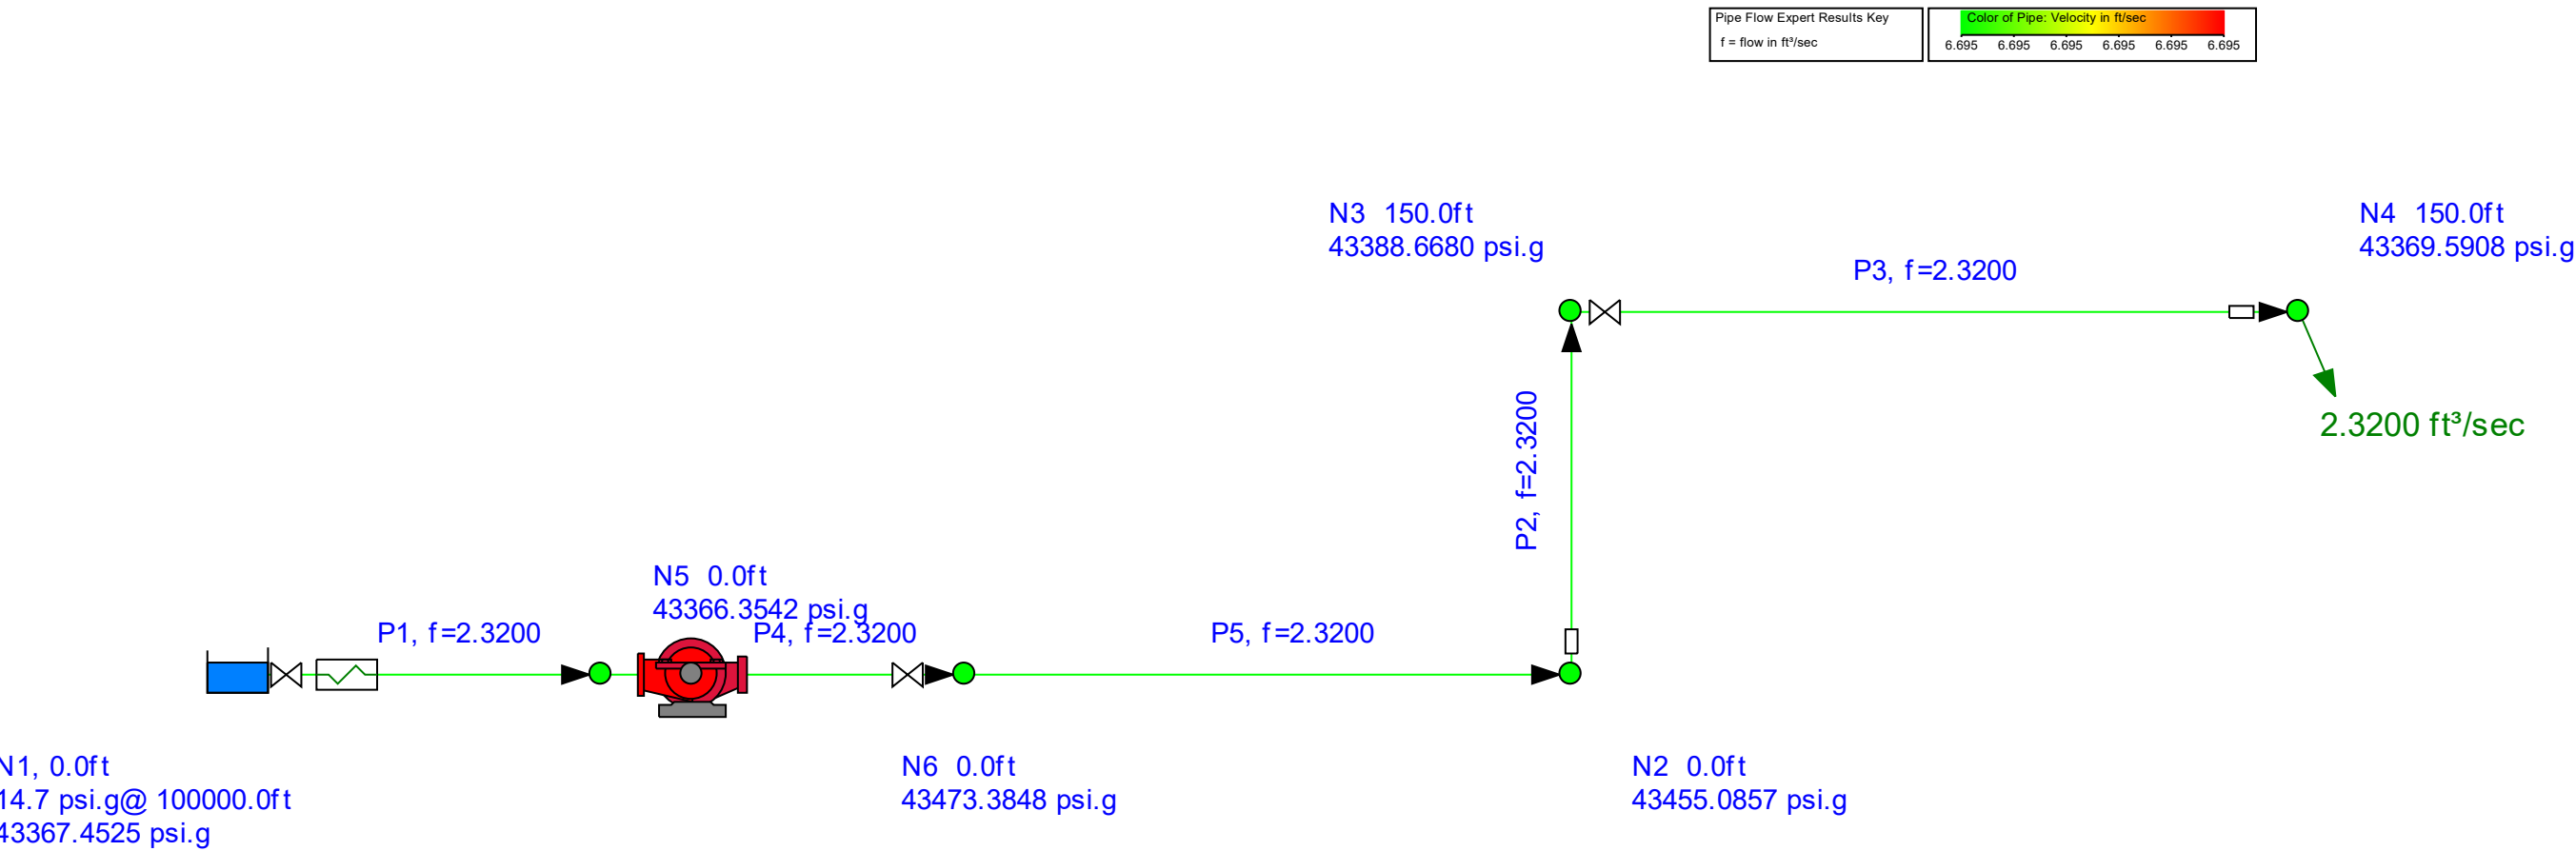 Pipe Flow Expert Results Key
f = flow in ft³/sec
Color of Pipe: Velocity in ft/sec
6.695 6.695 6.695 6.695 6.695 6.695
N3 150.0ft
43388.6680 psi.g
N4 150.0ft
43369.5908 psi.g
P3, f=2.3200
P2, f=2.3200
2.3200 ft³/sec
N5 0.0ft
43366.3542 psi.g
P1, f=2.3200
P4, f=2.3200
P5, f=2.3200
N1, 0.0ft
14.7 psi.g@ 100000.0ft
43367.4525 psi.g
N6 0.0ft
43473.3848 psi.g
N2 0.0ft
43455.0857 psi.g